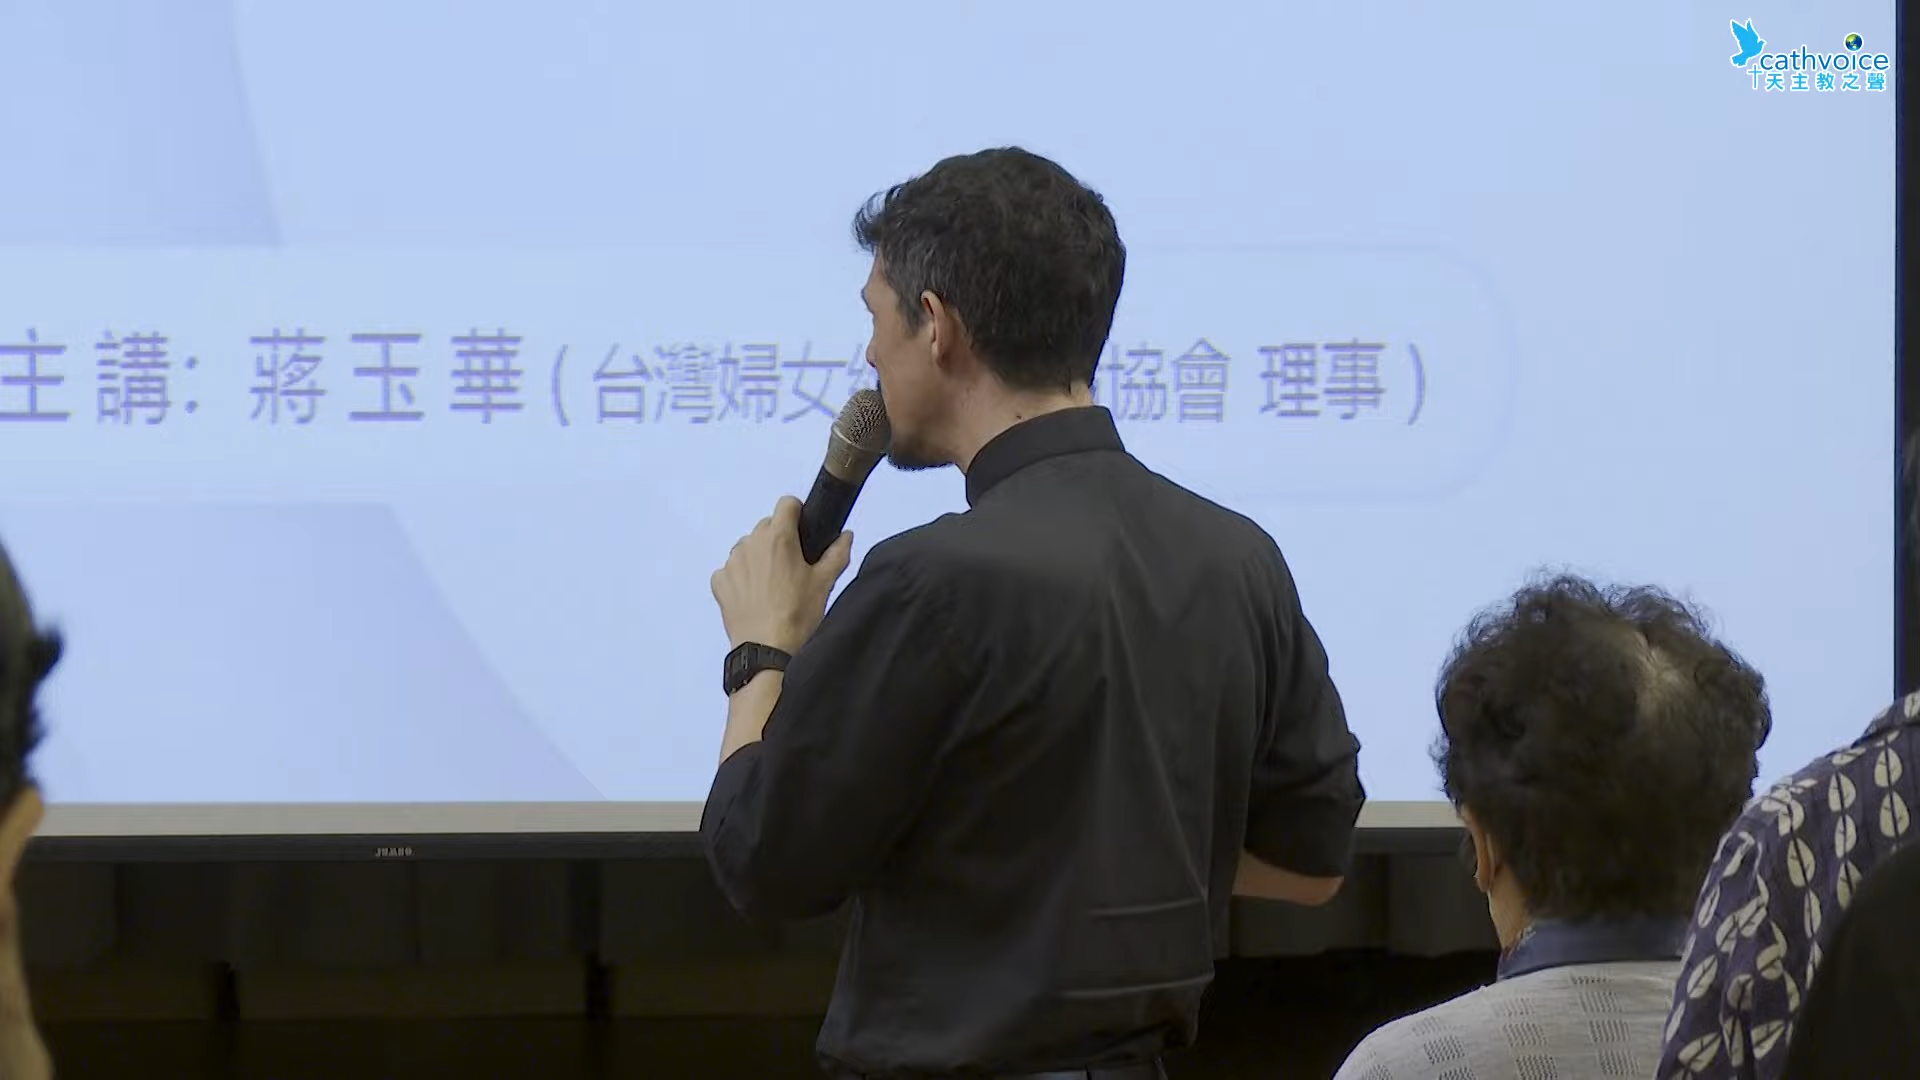 cathvoice
天主教之聲
主講: 蔣玉華(台灣婦女 協會 理事)